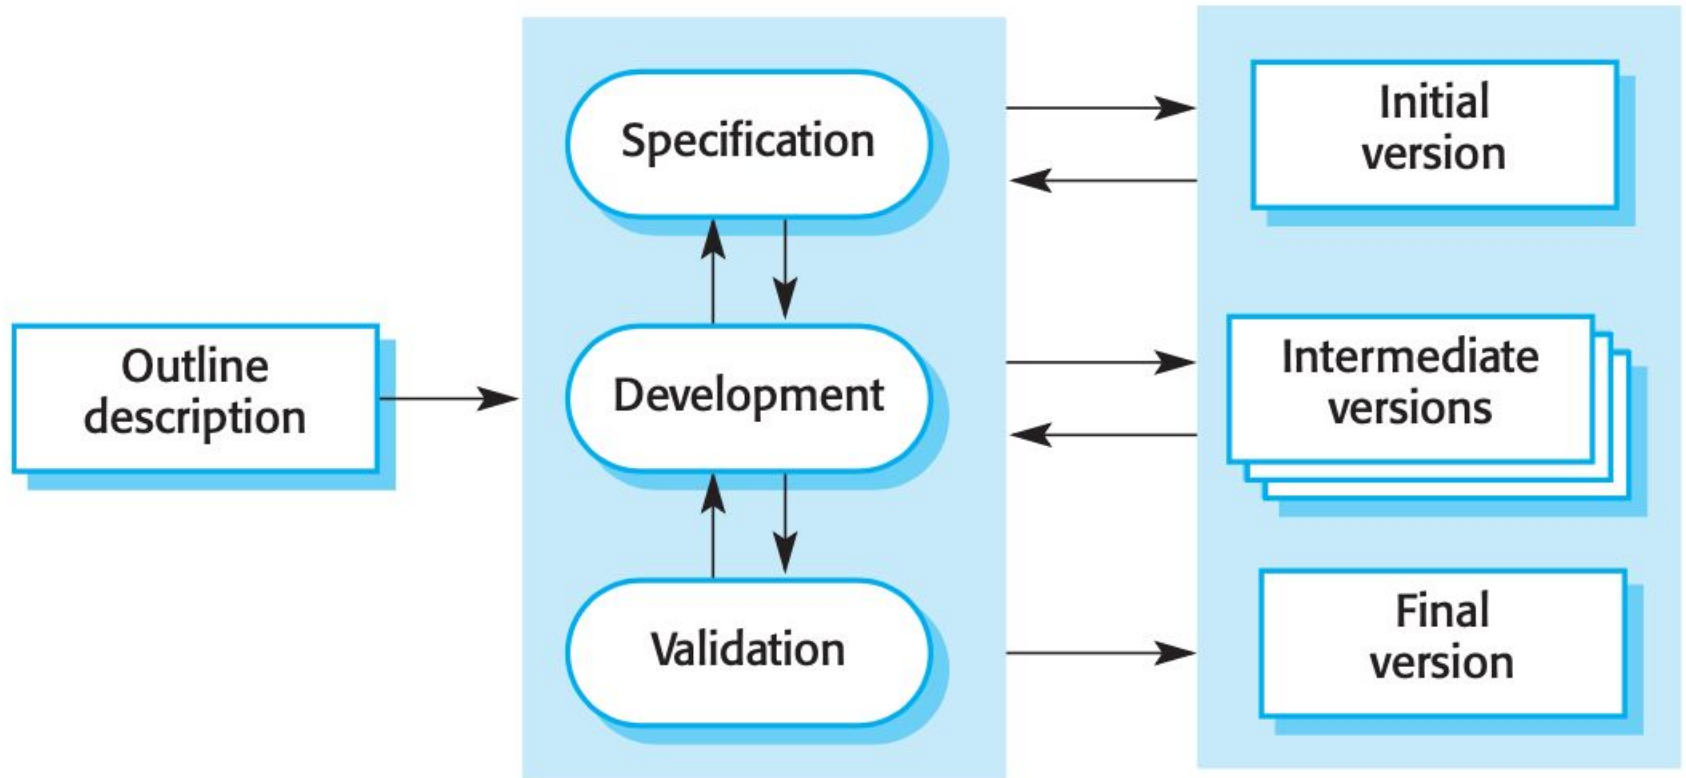 Outline
description
Specification
Development
Validation
Initial
version
Intermediate
versions
Final
version